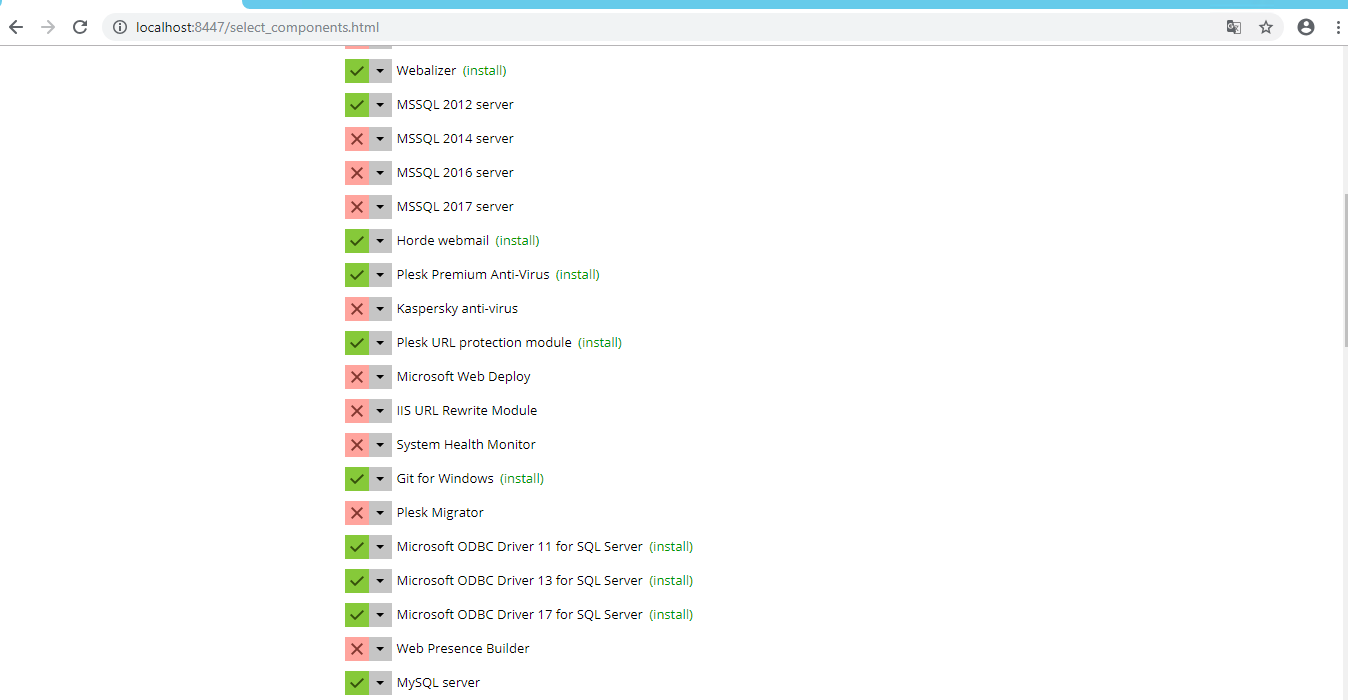 localhost:8447/select_components.html
Webalizer (install)
MSSQL 2012 server
MSSQL 2014 server
MSSQL 2016 server
MSSQL 2017 server
Horde webmail (install)
Plesk Premium Anti-Virus (install)
Kaspersky anti-virus
Plesk URL protection module (install)
Microsoft Web Deploy
IIS URL Rewrite Module
System Health Monitor
Git for Windows (install)
Plesk Migrator
Microsoft ODBC Driver 11 for SQL Server (install)
Microsoft ODBC Driver 13 for SQL Server (install)
Microsoft ODBC Driver 17 for SQL Server (install)
Web Presence Builder
MySQL server